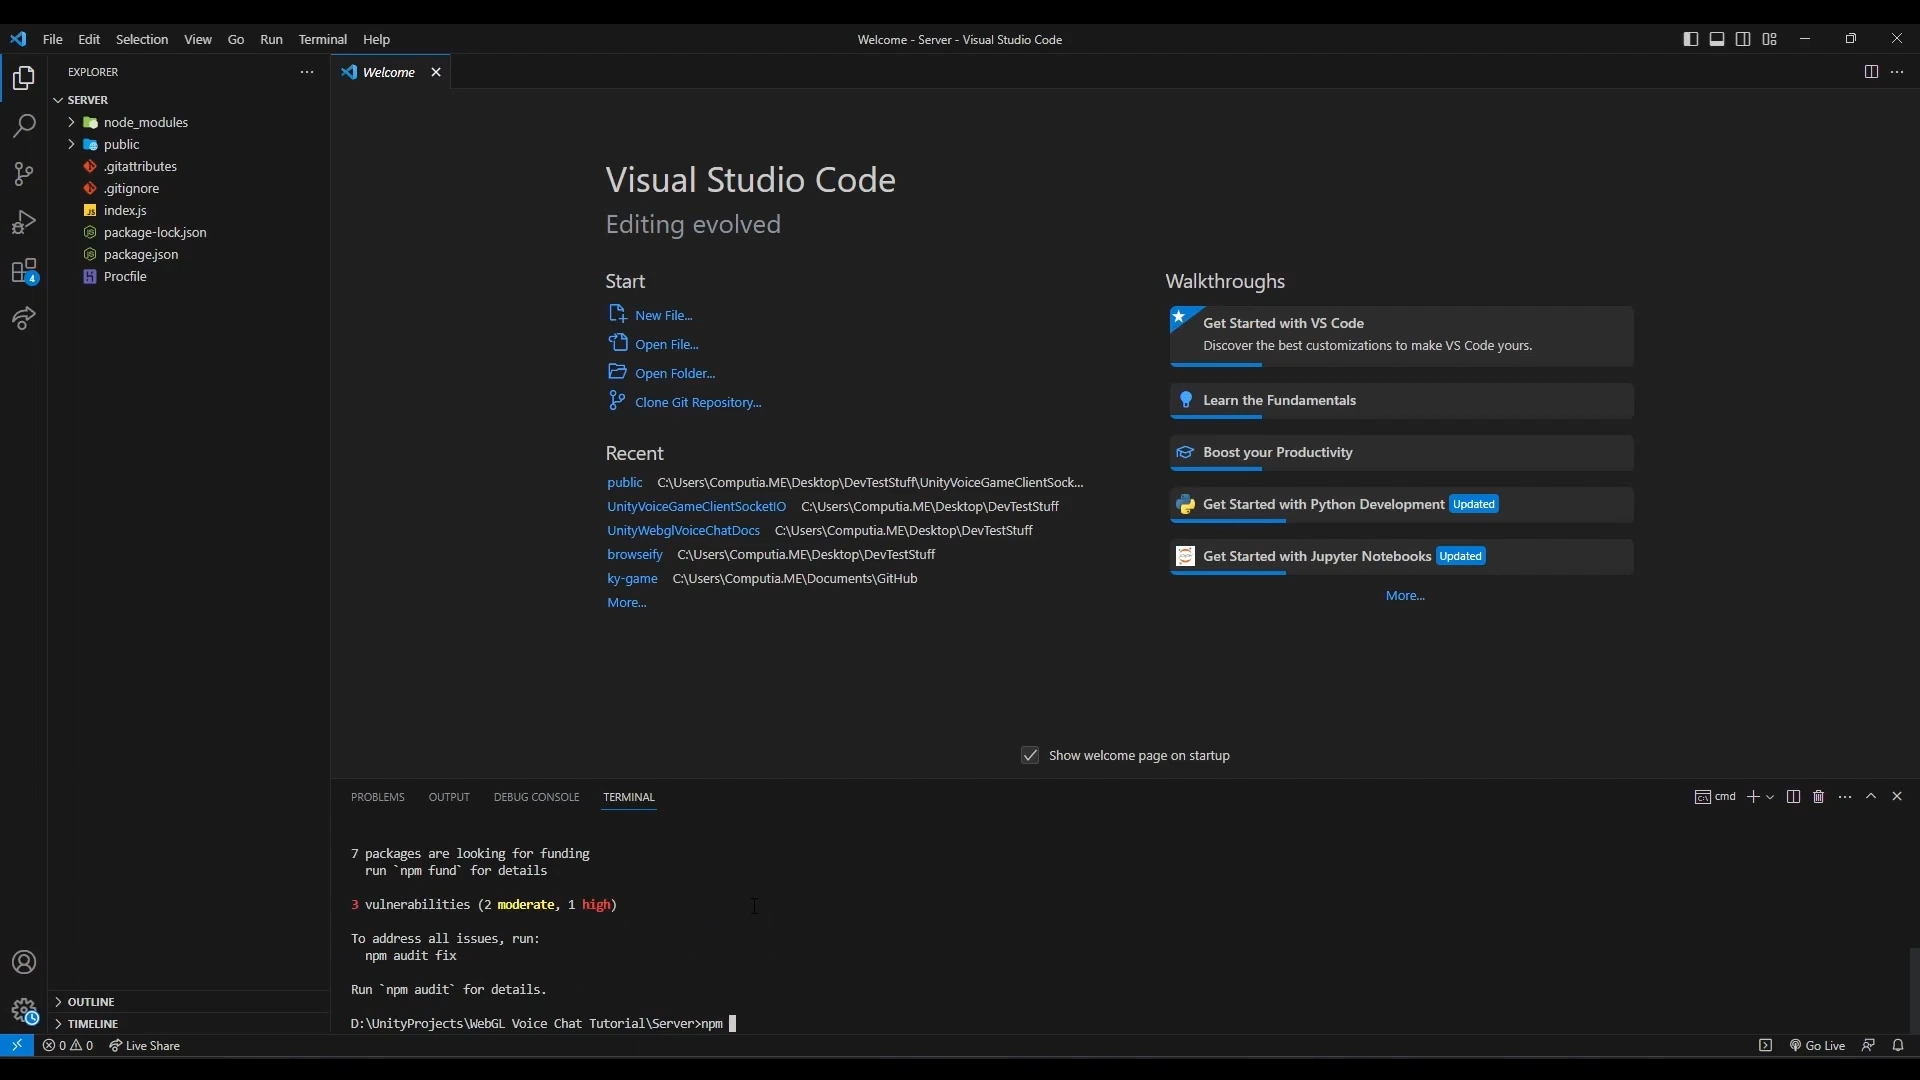 File Edit Selection View Go Run Terminal Help
Welcome - Server - Visual Studio Code
EXPLORER
Welcome
SERVER
node_modules
public
.gitattributes
.gitignore
index.js
package-lock.json
package.json
Procfile
OUTLINE
TIMELINE
4
Visual Studio Code
Editing evolved
Start
New File...
Open File...
Open Folder...
Clone Git Repository...
Recent
public C:\Users\Computia.ME\Desktop\DevTestStuff\UnityVoiceGameClientSock...
UnityVoiceGameClientSocketIO C:\Users\Computia.ME\Desktop\DevTestStuff
UnityWebglVoiceChatDocs C:\Users\Computia.ME\Desktop\DevTestStuff
browseify C:\Users\Computia.ME\Desktop\DevTestStuff
ky-game C:\Users\Computia.ME\Documents\GitHub
More...
Walkthroughs
Get Started with VS Code
Discover the best customizations to make VS Code yours.
Learn the Fundamentals
Boost your Productivity
Get Started with Python Development Updated
Get Started with Jupyter Notebooks Updated
More...
Show welcome page on startup
PROBLEMS OUTPUT DEBUG CONSOLE TERMINAL
cmd
7 packages are looking for funding
run `npm fund` for details
3 vulnerabilities (2 moderate, 1 high)
To address all issues, run:
npm audit fix
Run `npm audit` for details.
D:\UnityProjects\WebGL Voice Chat Tutorial\Server>npm
0 0 Live Share
Go Live